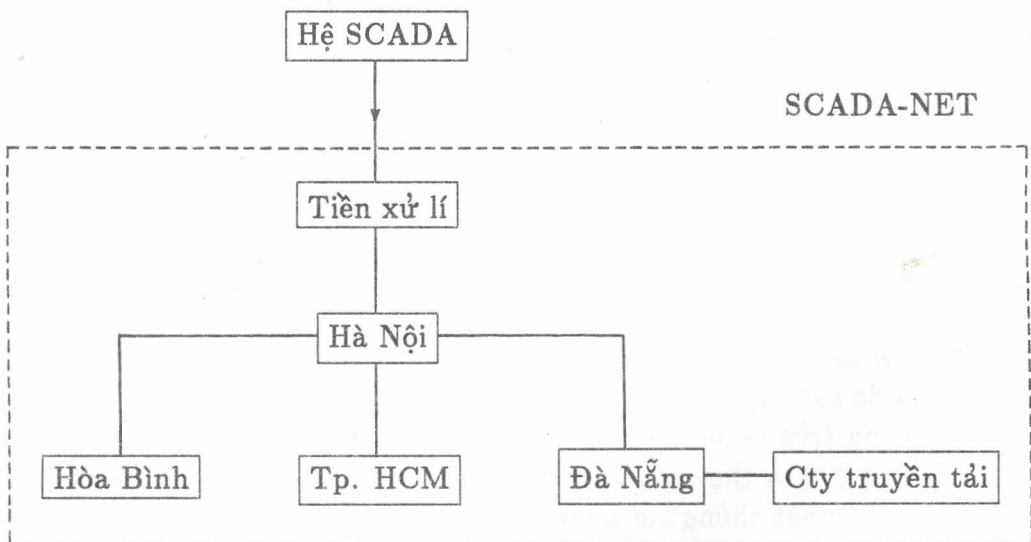 Hệ SCADA
SCADA-NET
Tiền xử lí
Hà Nội
Hòa Bình
Tp. HCM
Đà Nẵng
Cty truyền tải